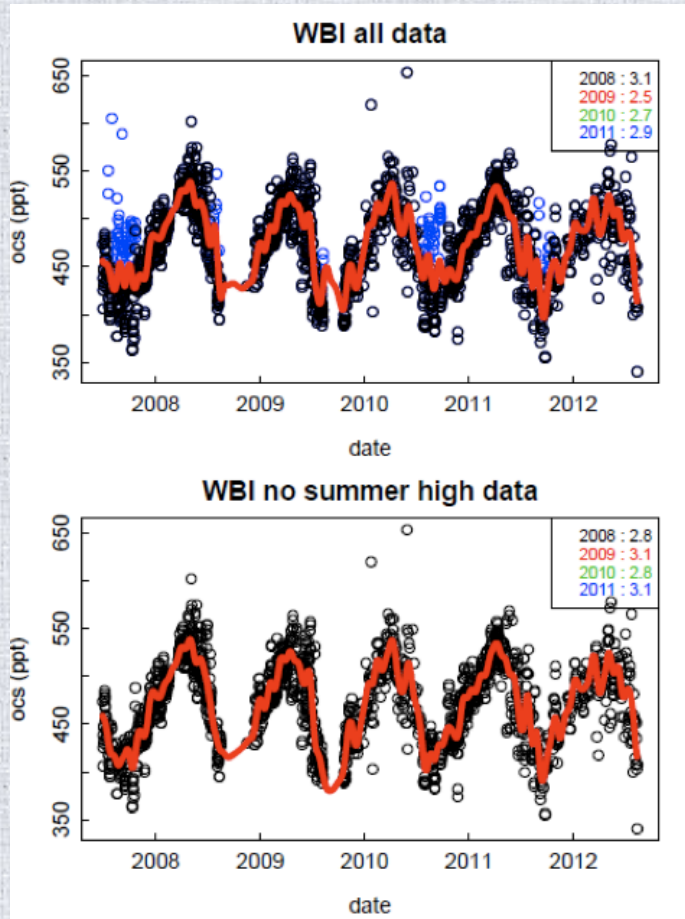 WBI all data
650
550
450
350
ocs (ppt)
2008 : 3.1
2009 : 2.5
2010 : 2.7
2011 : 2.9
2008 2009 2010 2011 2012
date
WBI no summer high data
650
550
450
350
ocs (ppt)
2008 : 2.8
2009 : 3.1
2010 : 2.8
2011 : 3.1
2008 2009 2010 2011 2012
date